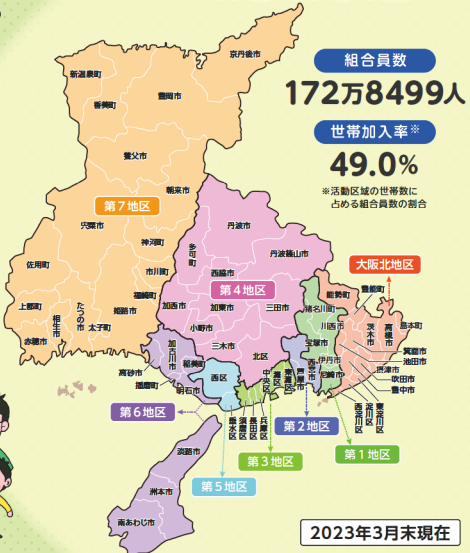 組合員数
172万8499人
世帯加入率※
49.0%
※活動区域の世帯数に
占める組合員数の割合
京丹後市
新温泉町
香美町
豊岡市
養父市
朝来市
第7地区
宍粟市
神河町
佐用町
市川町
福崎町
上郡町
相生市
たつの市
姫路市
太子町
赤穂市
丹波市
多可町
丹波篠山市
西脇市
第4地区
加西市
加東市
三田市
小野市
三木市
北区
大阪北地区
能勢町
豊能町
猪名川町
川西市
茨木市
高槻市
島本町
宝塚市
伊丹市
尼崎市
箕面市
池田市
摂津市
吹田市
豊中市
東淀川区
淀川区
西淀川区
西宮市
芦屋市
東灘区
灘区
中央区
兵庫区
長田区
須磨区
垂水区
西区
加古川市
稲美町
高砂市
播磨町
明石市
第6地区
第5地区
第3地区
第2地区
第1地区
淡路市
洲本市
南あわじ市
2023年3月末現在